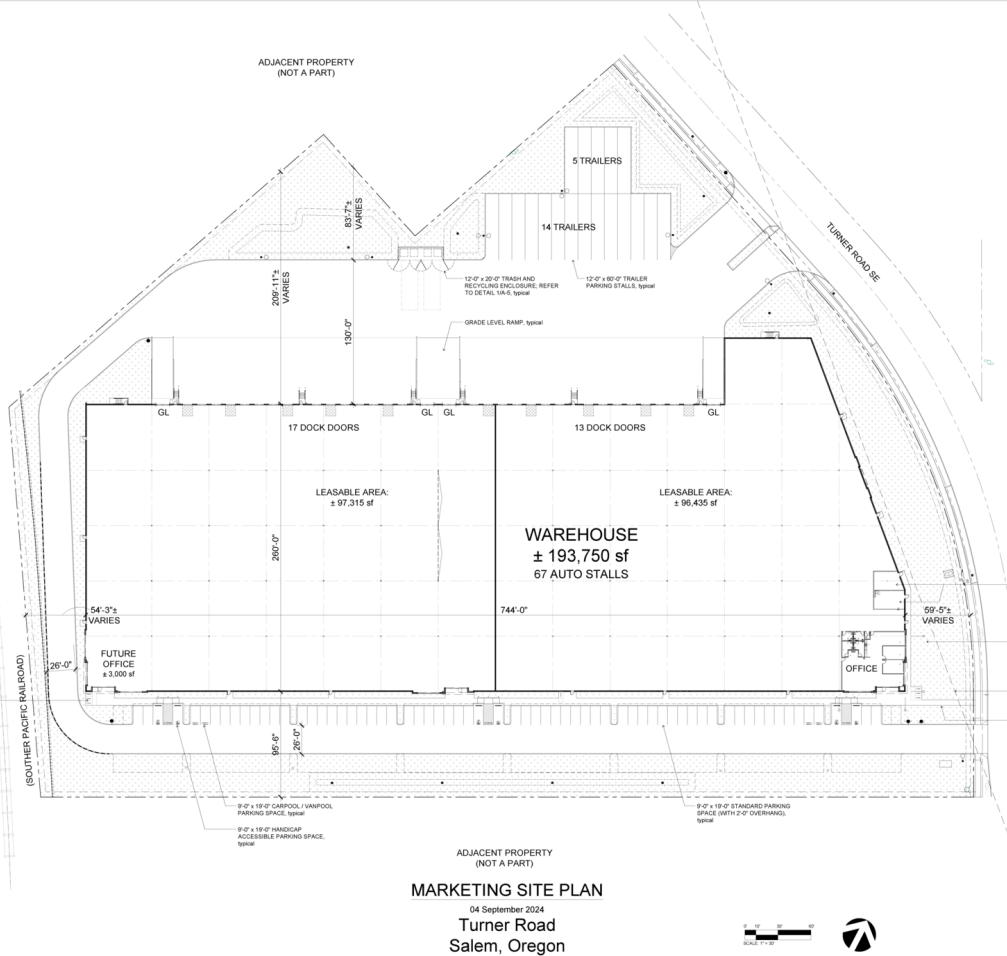 ADJACENT PROPERTY
(NOT A PART)
5 TRAILERS
83'-7"±
VARIES
14 TRAILERS
TURNER ROAD SE
209'-11"±
VARIES
12'-0" x 20'-0" TRASH AND
RECYCLING ENCLOSURE; REFER
TO DETAIL 1/A-5, typical
12'-0" x 60'-0" TRAILER
PARKING STALLS, typical
130'-0"
GRADE LEVEL RAMP, typical
GL
GL
GL
GL
17 DOCK DOORS
13 DOCK DOORS
LEASABLE AREA:
± 97,315 sf
LEASABLE AREA:
± 96,435 sf
WAREHOUSE
± 193,750 sf
67 AUTO STALLS
260'-0"
54'-3"±
VARIES
744'-0"
59'-5"±
VARIES
FUTURE
OFFICE
± 3,000 sf
26'-0"
OFFICE
(SOUTHER PACIFIC RAILROAD)
95'-6"
26'-0"
9'-0" x 19'-0" CARPOOL / VANPOOL
PARKING SPACE, typical
9'-0" x 19'-0" STANDARD PARKING
SPACE (WITH 2'-0" OVERHANG),
typical
9'-0" x 19'-0" HANDICAP
ACCESSIBLE PARKING SPACE,
typical
ADJACENT PROPERTY
(NOT A PART)
MARKETING SITE PLAN
04 September 2024
Turner Road
Salem, Oregon
SCALE: 1" = 30'